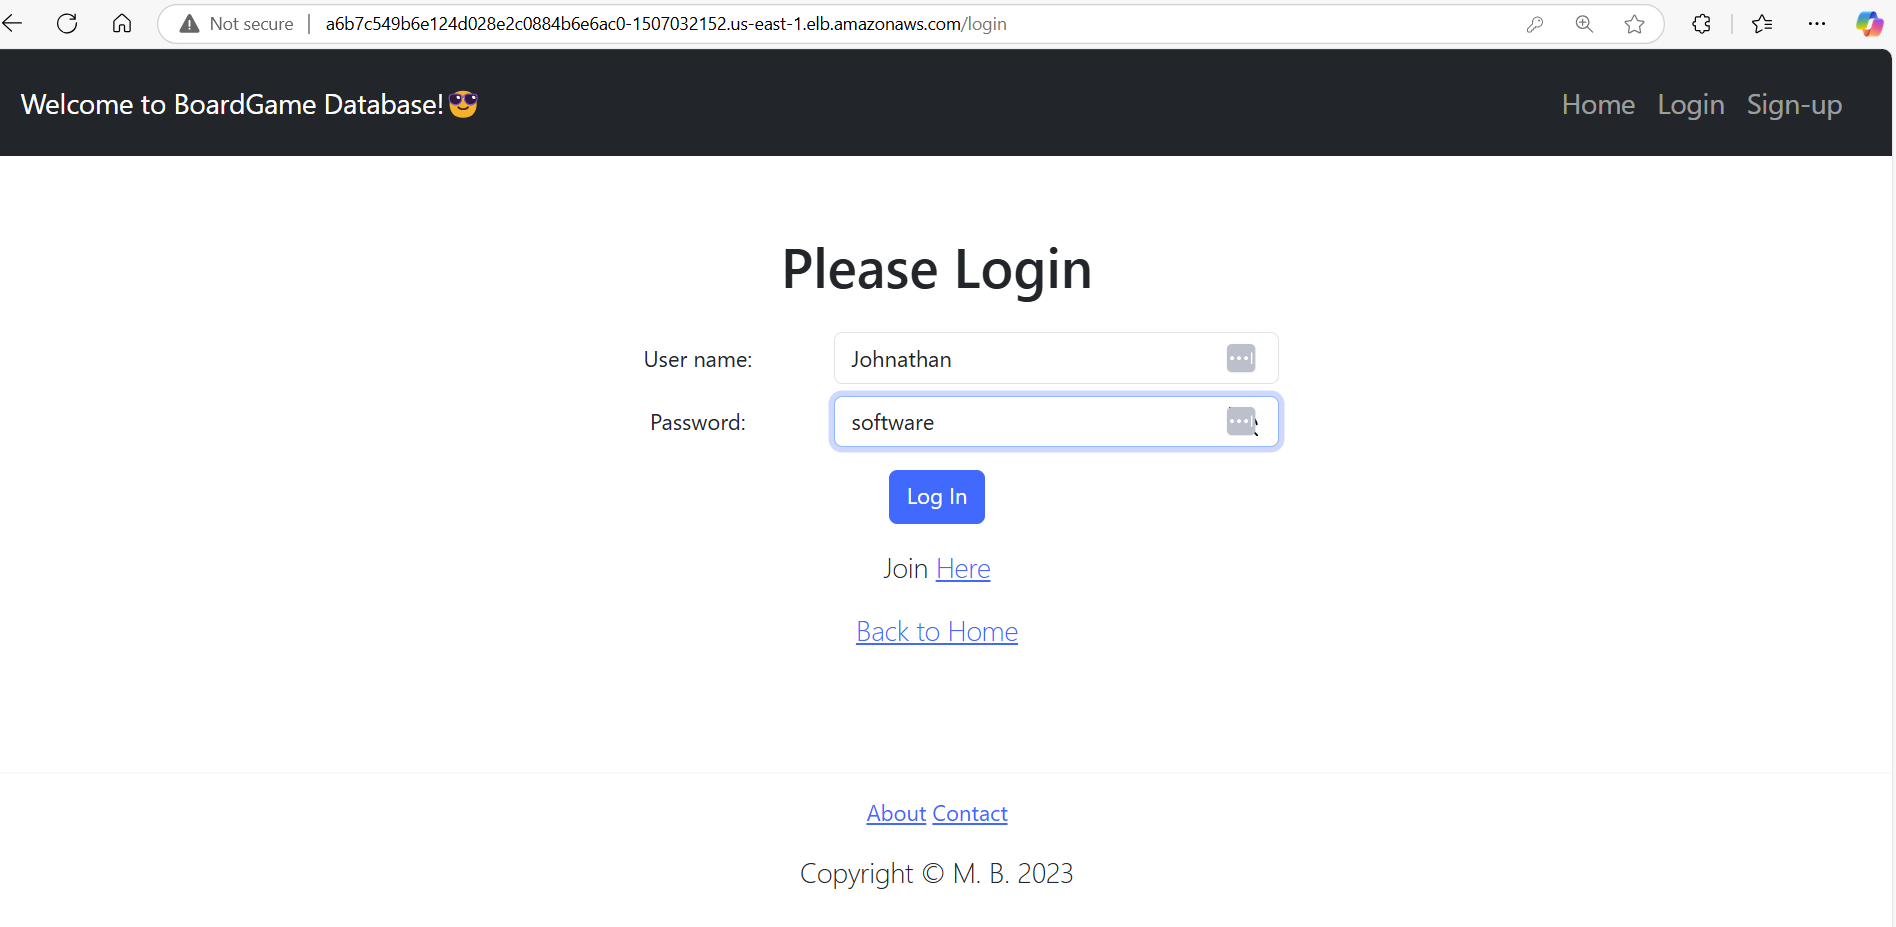 Not secure | a6b7c549b6e124d028e2c0884b6e6ac0-1507032152.us-east-1.elb.amazonaws.com/login
Welcome to BoardGame Database!😎 Home Login Sign-up
Please Login
User name: Johnathan
Password: software
Log In
Join Here
Back to Home
About Contact
Copyright © M. B. 2023